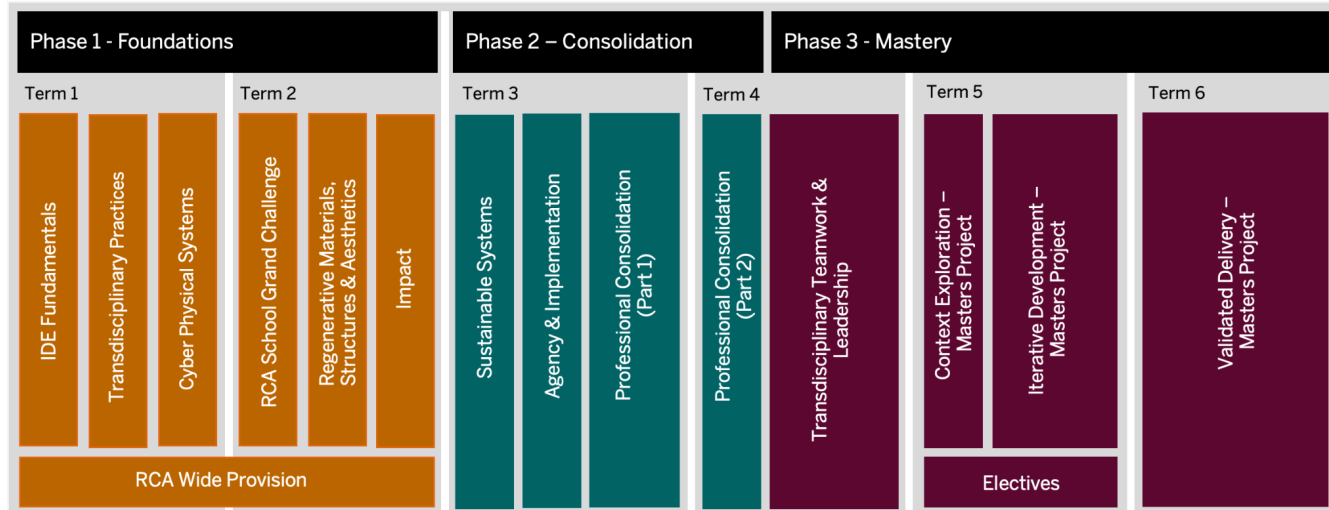 Phase 1 - Foundations
Phase 2 – Consolidation
Phase 3 - Mastery
Term 1
Term 2
Term 3
Term 4
Term 5
Term 6
IDE Fundamentals
Transdisciplinary Practices
Cyber Physical Systems
RCA School Grand Challenge
Regenerative Materials,
Structures & Aesthetics
Impact
Sustainable Systems
Agency & Implementation
Professional Consolidation
(Part 1)
Professional Consolidation
(Part 2)
Transdisciplinary Teamwork &
Leadership
Context Exploration –
Masters Project
Iterative Development –
Masters Project
Validated Delivery –
Masters Project
RCA Wide Provision
Electives